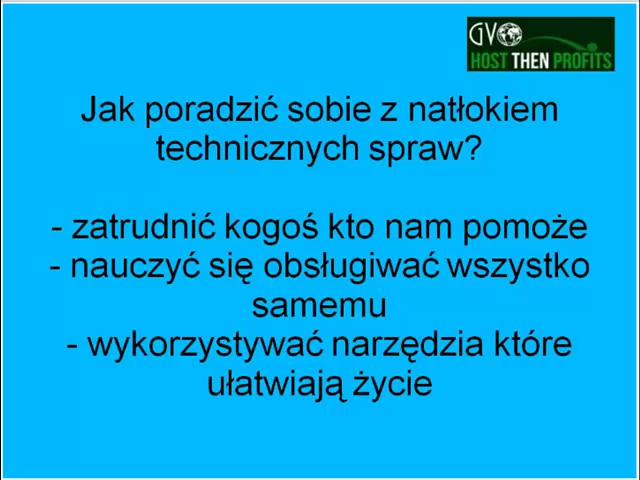 GVO
HOST THEN PROFITS
Jak poradzić sobie z natłokiem
technicznych spraw?
- zatrudnić kogoś kto nam pomoże
- nauczyć się obsługiwać wszystko
samemu
- wykorzystywać narzędzia które
ułatwiają życie